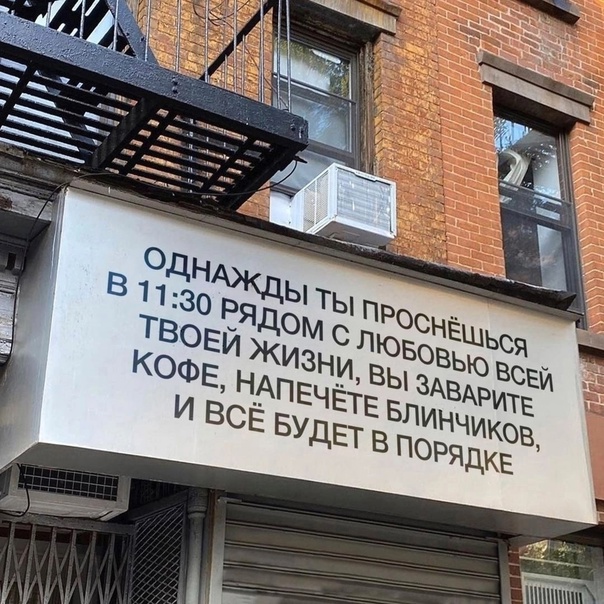 ОДНАЖДЫ ТЫ ПРОСНЁШЬСЯ
В 11:30 РЯДОМ С ЛЮБОВЬЮ ВСЕЙ
ТВОЕЙ ЖИЗНИ, ВЫ ЗАВАРИТЕ
КОФЕ, НАПЕЧЁТЕ БЛИНЧИКОВ,
И ВСЁ БУДЕТ В ПОРЯДКЕ